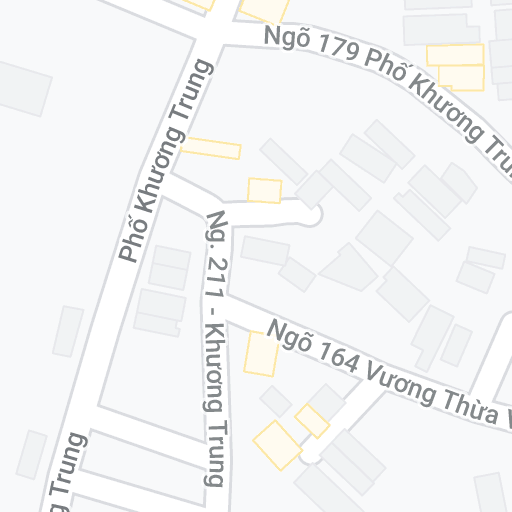 Ngõ 179 Phố Khương Tru
Phố Khương Trung
Ng. 211 - Khương Trung
Ngõ 164 Vương Thừa V
g Trung